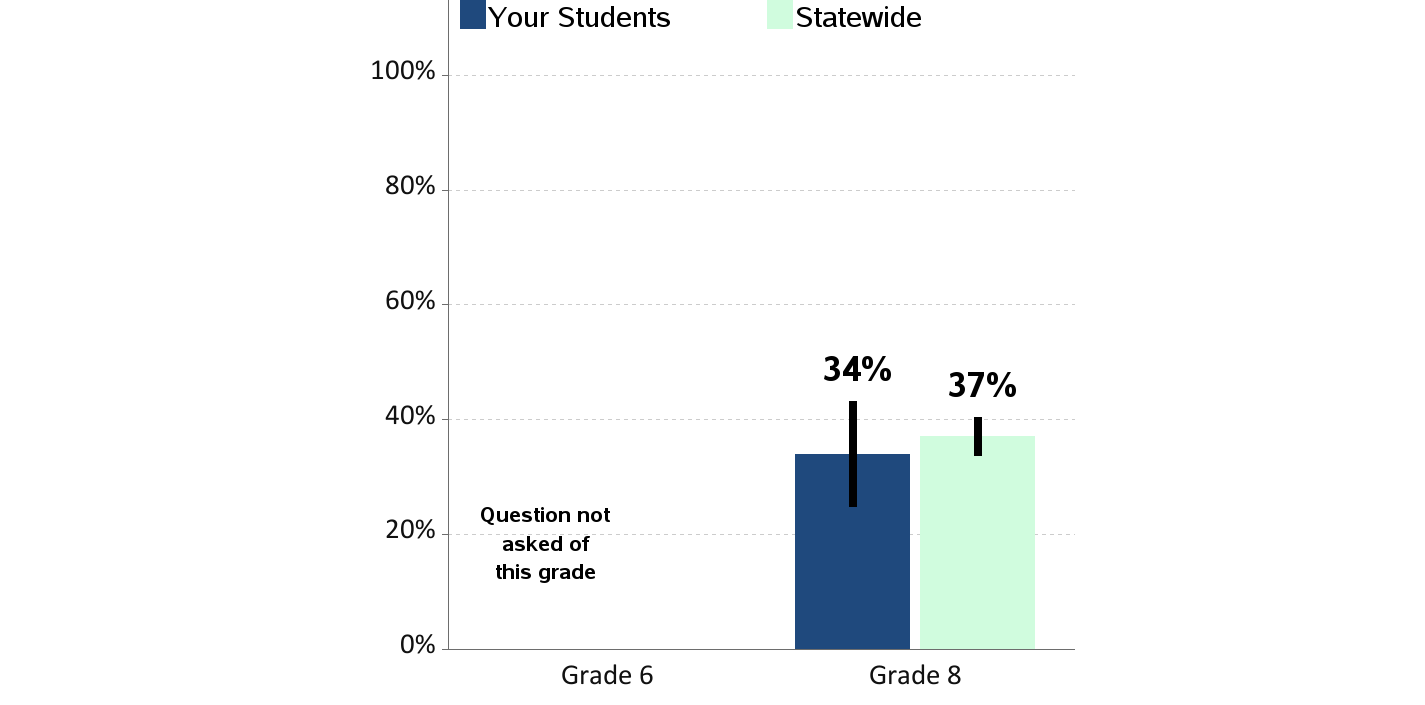 Your Students Statewide
100%
80%
60%
34%
37%
40%
Question not
20%
asked of
this grade
0%
Grade 6 Grade 8